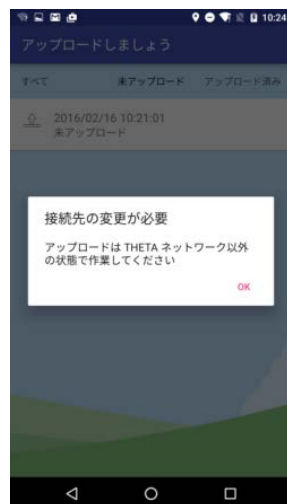 10:24
アップロードしましょう
すべて 未アップロード アップロード済み
2016/02/16 10:21:01
未アップロード
接続先の変更が必要
アップロードは THETA ネットワーク以外
の状態で作業してください
OK